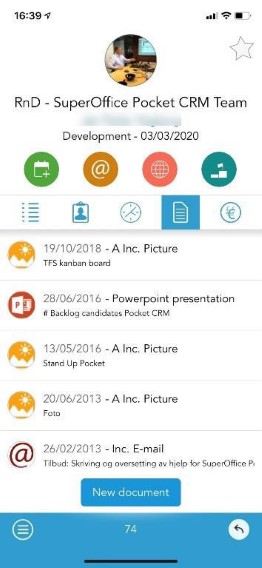 16:39
RnD - SuperOffice Pocket CRM Team
Development - 03/03/2020
19/10/2018 - A Inc. Picture
TFS kanban board
28/06/2016 - Powerpoint presentation
# Backlog candidates Pocket CRM
13/05/2016 - A Inc. Picture
Stand Up Pocket
20/06/2013 - A Inc. Picture
Foto
26/02/2013 - Inc. E-mail
Tilbud: Skriving og oversetting av hjelp for SuperOffice P
New document
74